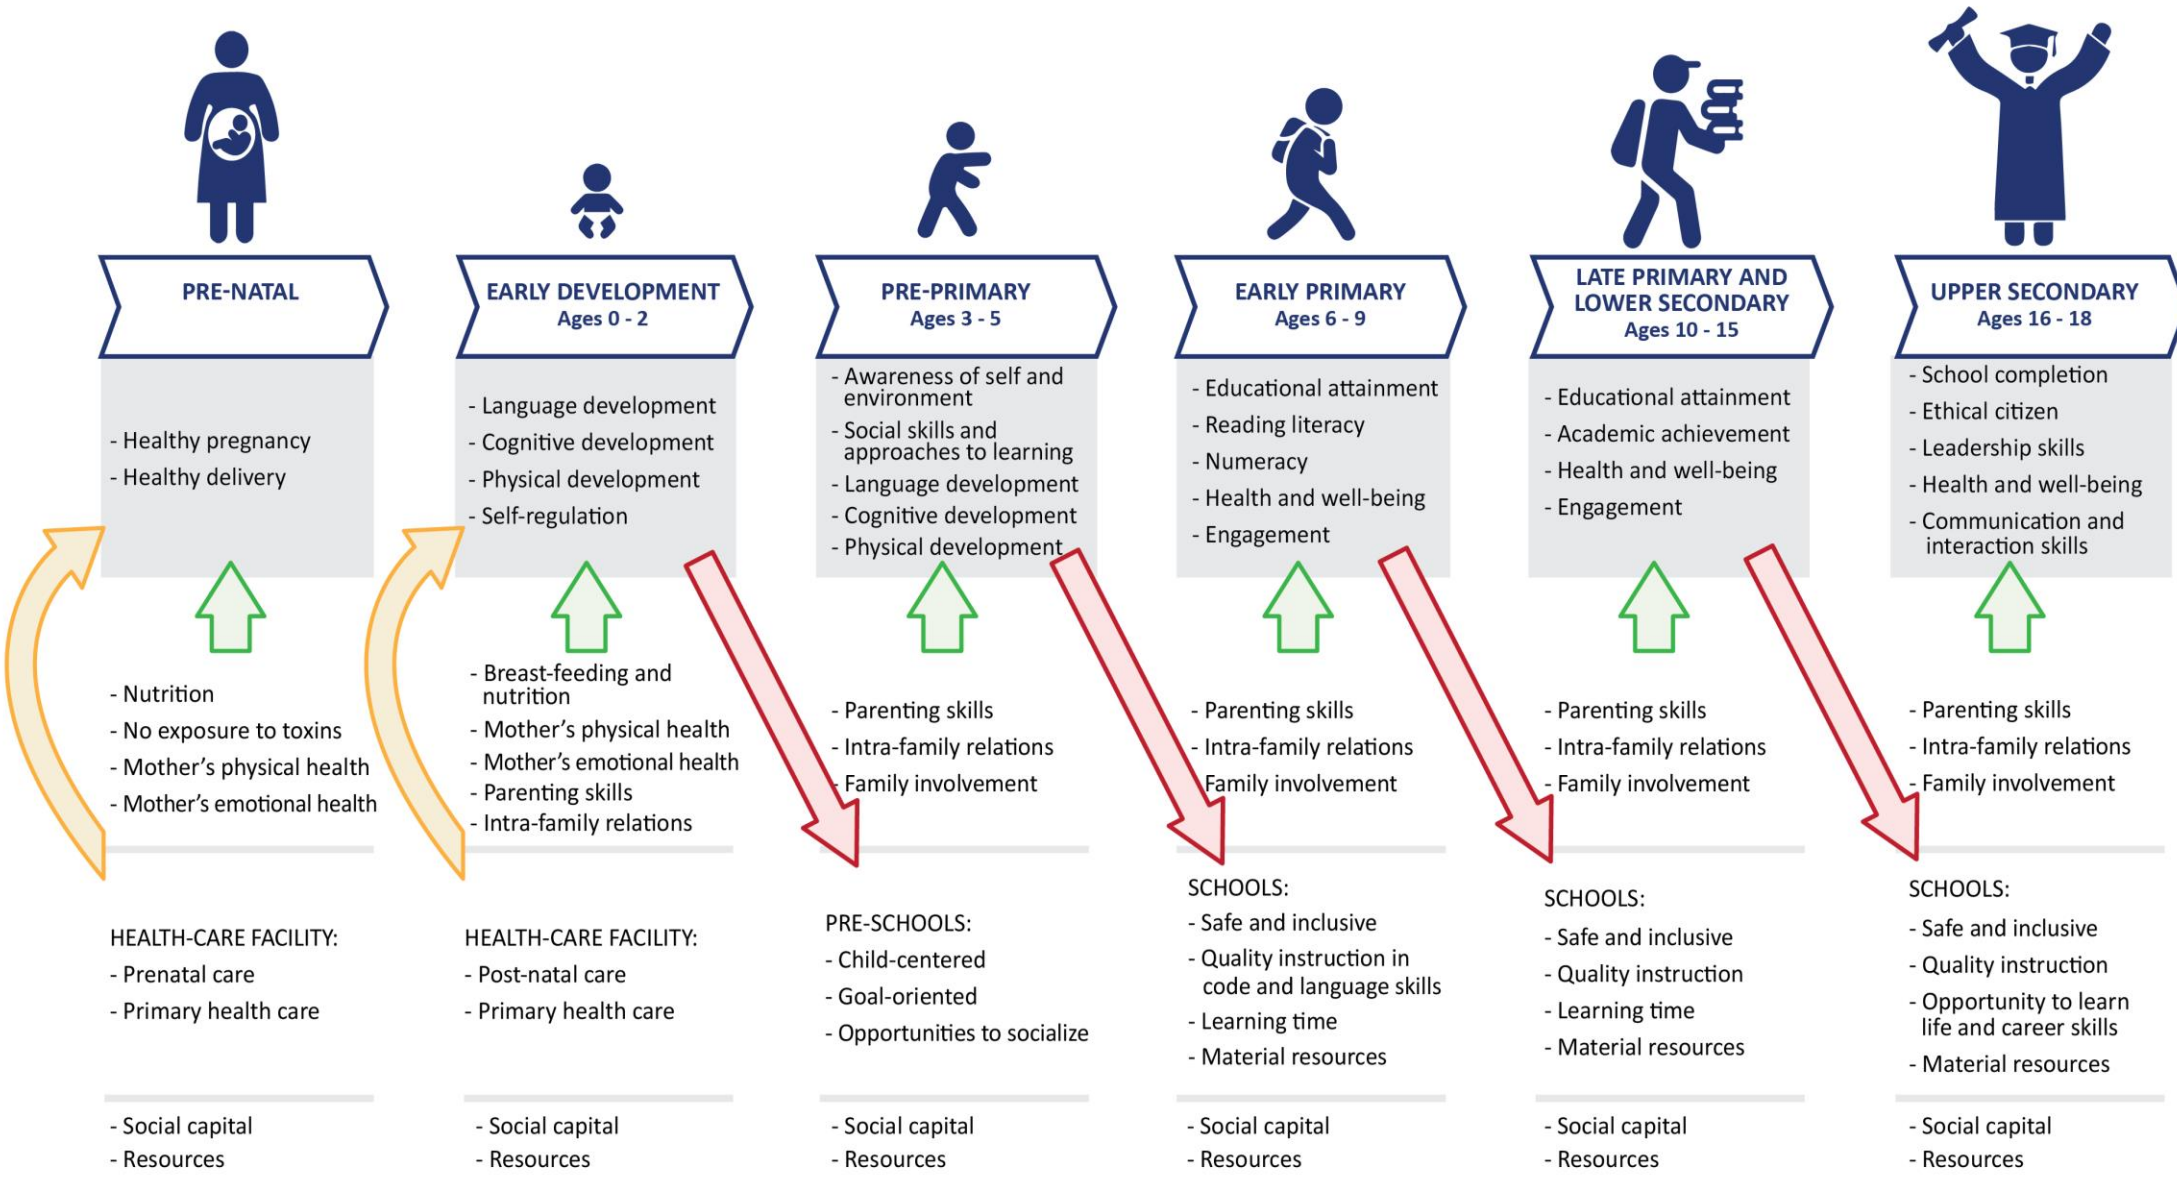 PRE-NATAL
- Healthy pregnancy
- Healthy delivery
- Nutrition
- No exposure to toxins
- Mother's physical health
- Mother's emotional health
HEALTH-CARE FACILITY:
- Prenatal care
- Primary health care
- Social capital
- Resources
EARLY DEVELOPMENT
Ages 0 - 2
- Language development
- Cognitive development
- Physical development
- Self-regulation
- Breast-feeding and
nutrition
- Mother's physical health
- Mother's emotional health
- Parenting skills
- Intra-family relations
HEALTH-CARE FACILITY:
- Post-natal care
- Primary health care
- Social capital
- Resources
PRE-PRIMARY
Ages 3 - 5
- Awareness of self and
environment
- Social skills and
approaches to learning
- Language development
- Cognitive development
- Physical development
- Parenting skills
- Intra-family relations
- Family involvement
PRE-SCHOOLS:
- Child-centered
- Goal-oriented
- Opportunities to socialize
- Social capital
- Resources
EARLY PRIMARY
Ages 6 - 9
- Educational attainment
- Reading literacy
- Numeracy
- Health and well-being
- Engagement
- Parenting skills
- Intra-family relations
Family involvement
SCHOOLS:
- Safe and inclusive
- Quality instruction in
code and language skills
- Learning time
- Material resources
- Social capital
- Resources
LATE PRIMARY AND
LOWER SECONDARY
Ages 10 - 15
- Educational attainment
- Academic achievement
- Health and well-being
- Engagement
- Parenting skills
- Intra-family relations
- Family involvement
SCHOOLS:
- Safe and inclusive
- Quality instruction
- Learning time
- Material resources
- Social capital
- Resources
UPPER SECONDARY
Ages 16 - 18
- School completion
- Ethical citizen
- Leadership skills
- Health and well-being
- Communication and
interaction skills
- Parenting skills
- Intra-family relations
- Family involvement
SCHOOLS:
- Safe and inclusive
- Quality instruction
- Opportunity to learn
life and career skills
- Material resources
- Social capital
- Resources